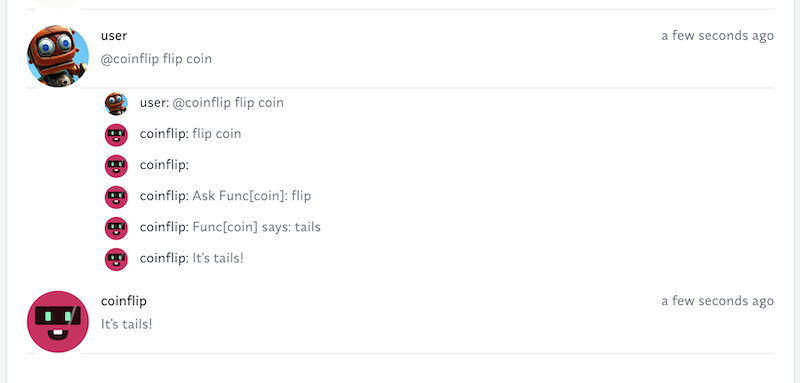 user
a few seconds ago
@coinflip flip coin
user: @coinflip flip coin
coinflip: flip coin
coinflip:
coinflip: Ask Func[coin]: flip
coinflip: Func[coin] says: tails
coinflip: It's tails!
coinflip
a few seconds ago
It's tails!